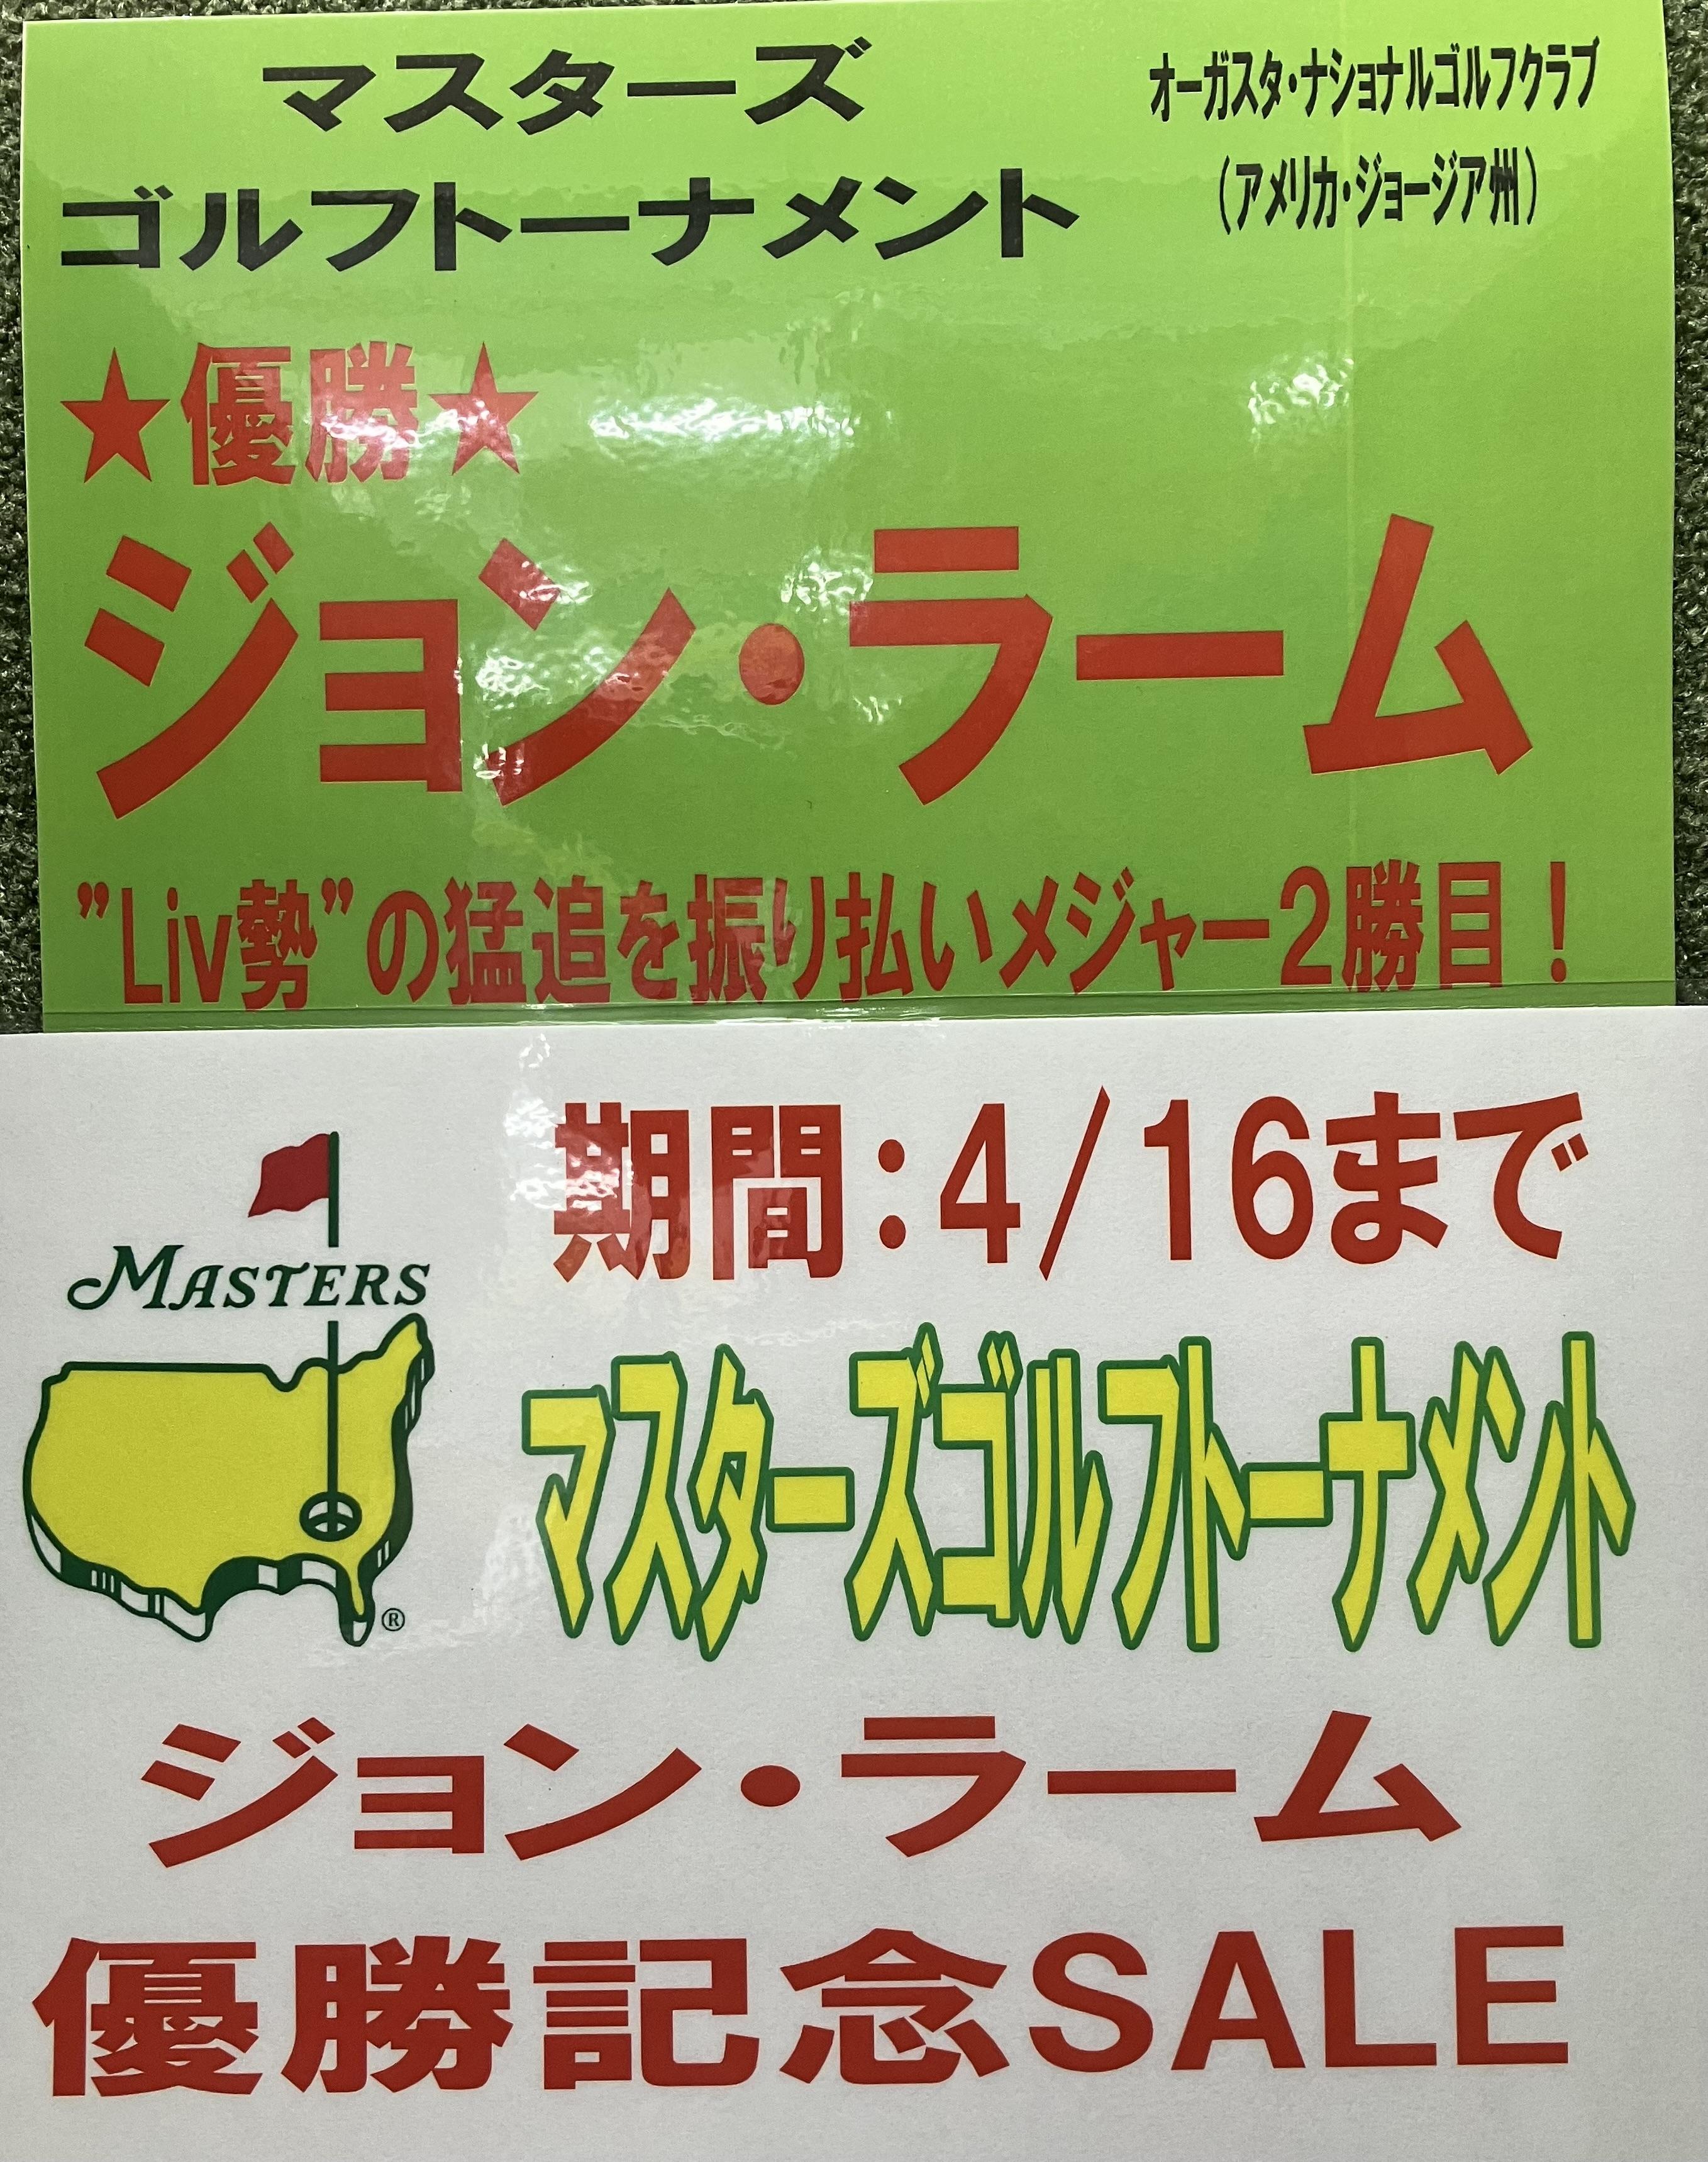 マスターズ
ゴルフトーナメント
オーガスタ・ナショナルゴルフクラブ
（アメリカ・ジョージア州）
★優勝★
ジョン・ラーム
”Liv勢”の猛追を振り払いメジャー２勝目！
期間：4/16まで
MASTERS
®
マスターズゴルフトーナメント
ジョン・ラーム
優勝記念SALE